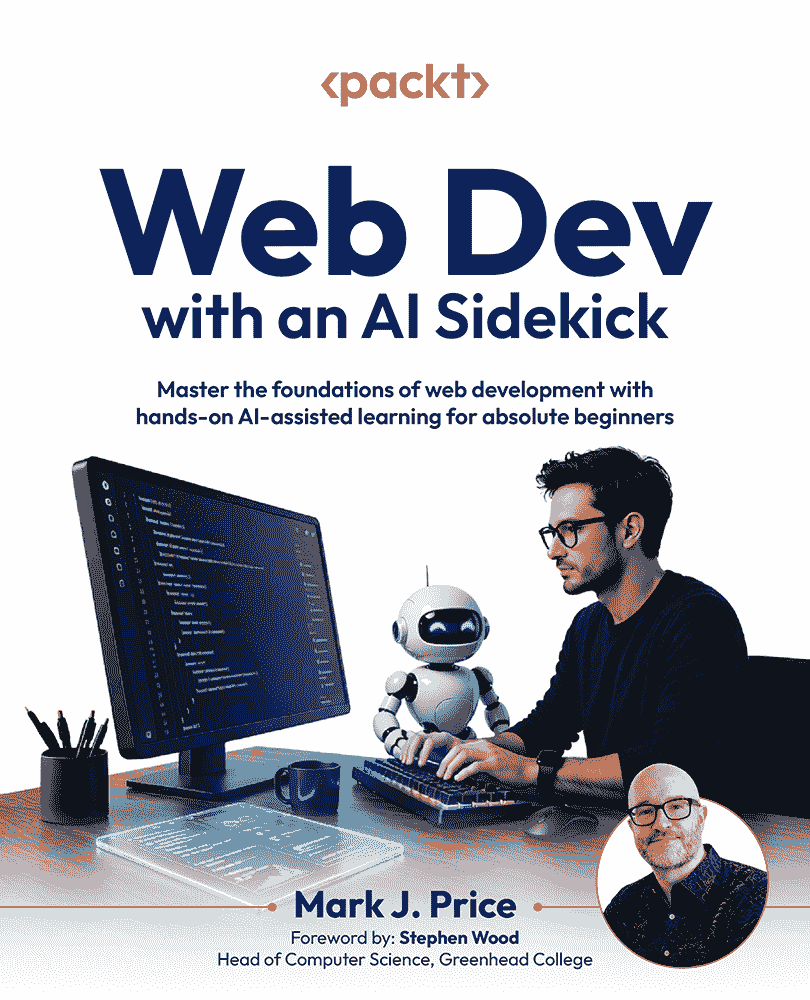 <packt>
Web Dev
with an AI Sidekick
Master the foundations of web development with
hands-on AI-assisted learning for absolute beginners
Mark J. Price
Foreword by: Stephen Wood
Head of Computer Science, Greenhead College